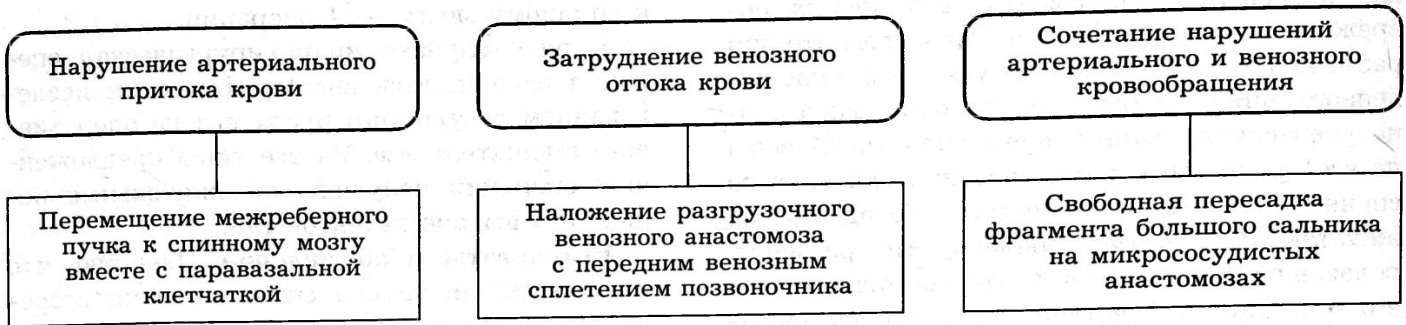 Нарушение артериального
притока крови
Затруднение венозного
оттока крови
Сочетание нарушений
артериального и венозного
кровообращения
Перемещение межреберного
пучка к спинному мозгу
вместе с паравазальной
клетчаткой
Наложение разгрузочного
венозного анастомоза
с передним венозным
сплетением позвоночника
Свободная пересадка
фрагмента большого сальника
на микрососудистых
анастомозах